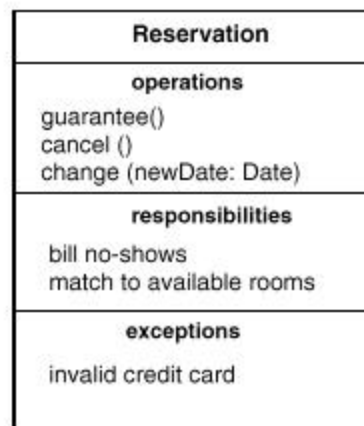 Reservation
operations
guarantee()
cancel ()
change (newDate: Date)
responsibilities
bill no-shows
match to available rooms
exceptions
invalid credit card